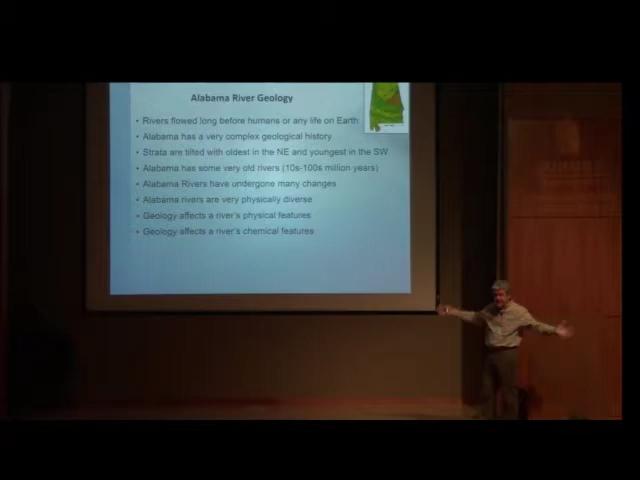 Alabama River Geology
• Rivers flowed long before humans or any life on Earth
• Alabama has a very complex geological history
• Strata are tilted with oldest in the NE and youngest in the SW
• Alabama has some very old rivers (10s-100s million years)
• Alabama Rivers have undergone many changes
• Alabama rivers are very physically diverse
• Geology affects a river's physical features
• Geology affects a river's chemical features